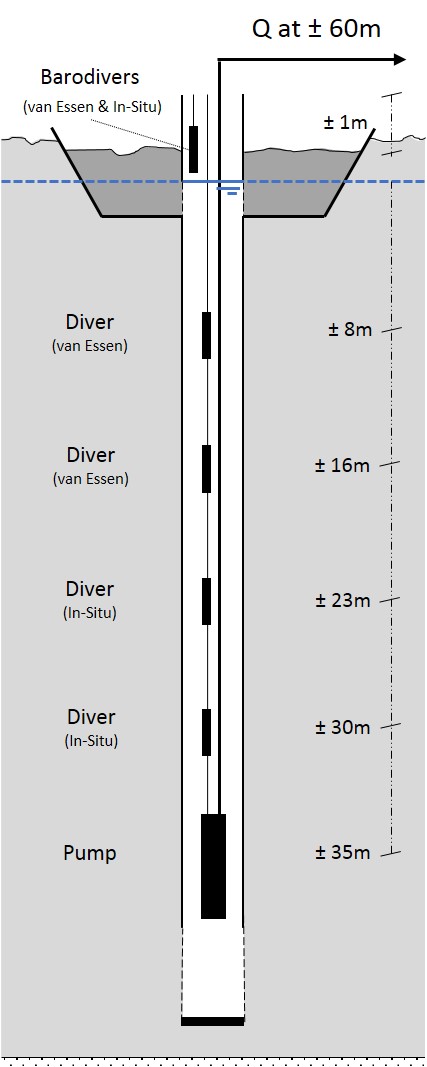 Q at ± 60m
Barodivers
(van Essen & In-Situ)
± 1m
Diver
(van Essen)
± 8m
Diver
(van Essen)
± 16m
Diver
(In-Situ)
± 23m
Diver
(In-Situ)
± 30m
Pump
± 35m